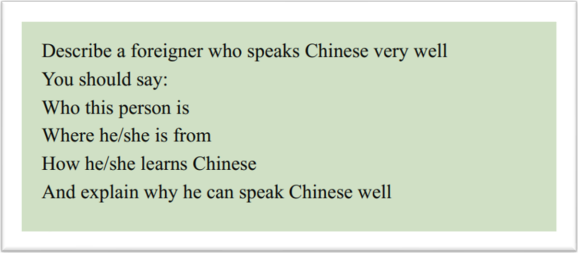 Describe a foreigner who speaks Chinese very well
You should say:
Who this person is
Where he/she is from
How he/she learns Chinese
And explain why he can speak Chinese well